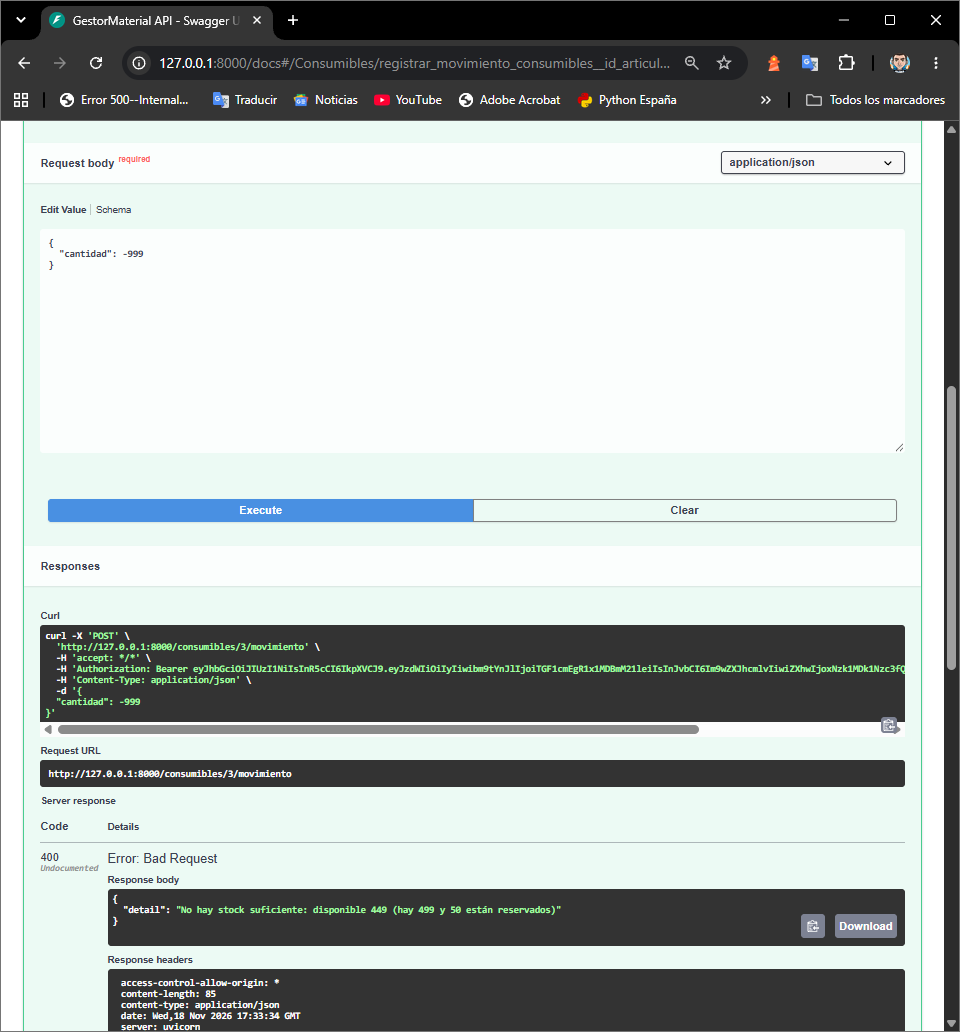 GestorMaterial API - Swagger U
127.0.0.1:8000/docs#/Consumibles/registrar_movimiento_consumibles__id_articul...
Error 500--Internal...
Traducir
Noticias
YouTube
Adobe Acrobat
Python España
Todos los marcadores
Request body required
application/json
Edit Value | Schema
{
"cantidad": -999
}
Execute
Clear
Responses
Curl
curl -X 'POST' \
'http://127.0.0.1:8000/consumibles/3/movimiento' \
-H 'accept: */*' \
-H 'Authorization: Bearer
-H 'Content-Type: application/json' \
-d '{
"cantidad": -999
}'
Request URL
http://127.0.0.1:8000/consumibles/3/movimiento
Server response
Code
Details
400
Undocumented
Error: Bad Request
Response body
{
"detail": "No hay stock suficiente: disponible 449 (hay 499 y 50 están reservados)"
}
Download
Response headers
access-control-allow-origin: *
content-length: 85
content-type: application/json
date: Wed,18 Nov 2026 17:33:34 GMT
server: uvicorn